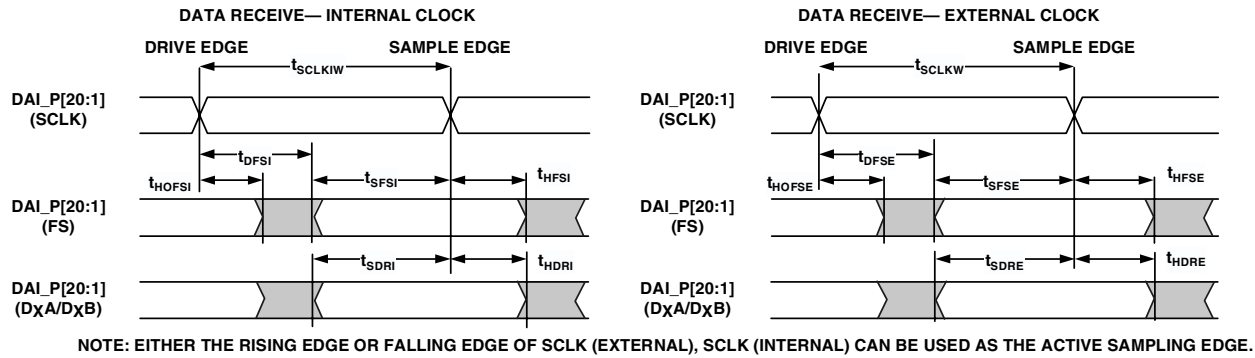 DATA RECEIVE— INTERNAL CLOCK
DRIVE EDGE
SAMPLE EDGE
tSCLKIW
DAI_P[20:1]
(SCLK)
tDFSI
tHOFSI
tSFSI
tHFSI
DAI_P[20:1]
(FS)
tSDRI
tHDRI
DAI_P[20:1]
(DXA/DXB)
DATA RECEIVE— EXTERNAL CLOCK
DRIVE EDGE
SAMPLE EDGE
tSCLKW
DAI_P[20:1]
(SCLK)
tDFSE
tHOFSE
tSFSE
tHFSE
DAI_P[20:1]
(FS)
tSDRE
tHDRE
DAI_P[20:1]
(DXA/DXB)
NOTE: EITHER THE RISING EDGE OR FALLING EDGE OF SCLK (EXTERNAL), SCLK (INTERNAL) CAN BE USED AS THE ACTIVE SAMPLING EDGE.